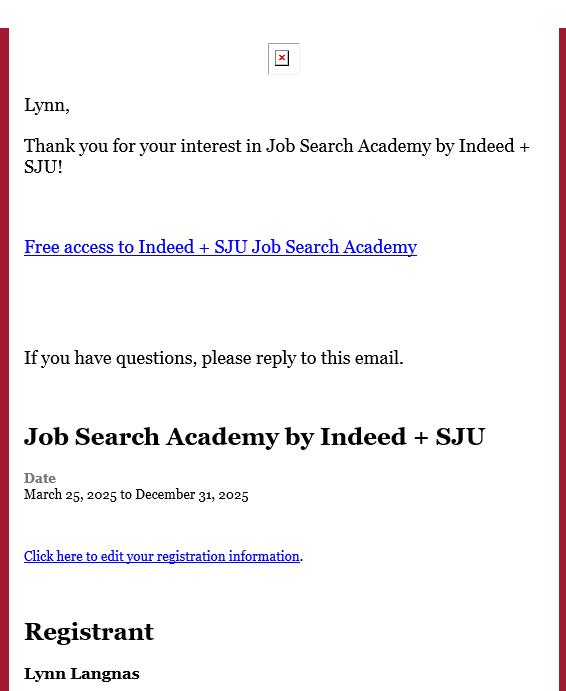 Lynn,
Thank you for your interest in Job Search Academy by Indeed +
SJU!
Free access to Indeed + SJU Job Search Academy
If you have questions, please reply to this email.
Job Search Academy by Indeed + SJU
Date
March 25, 2025 to December 31, 2025
Click here to edit your registration information.
Registrant
Lynn Langnas